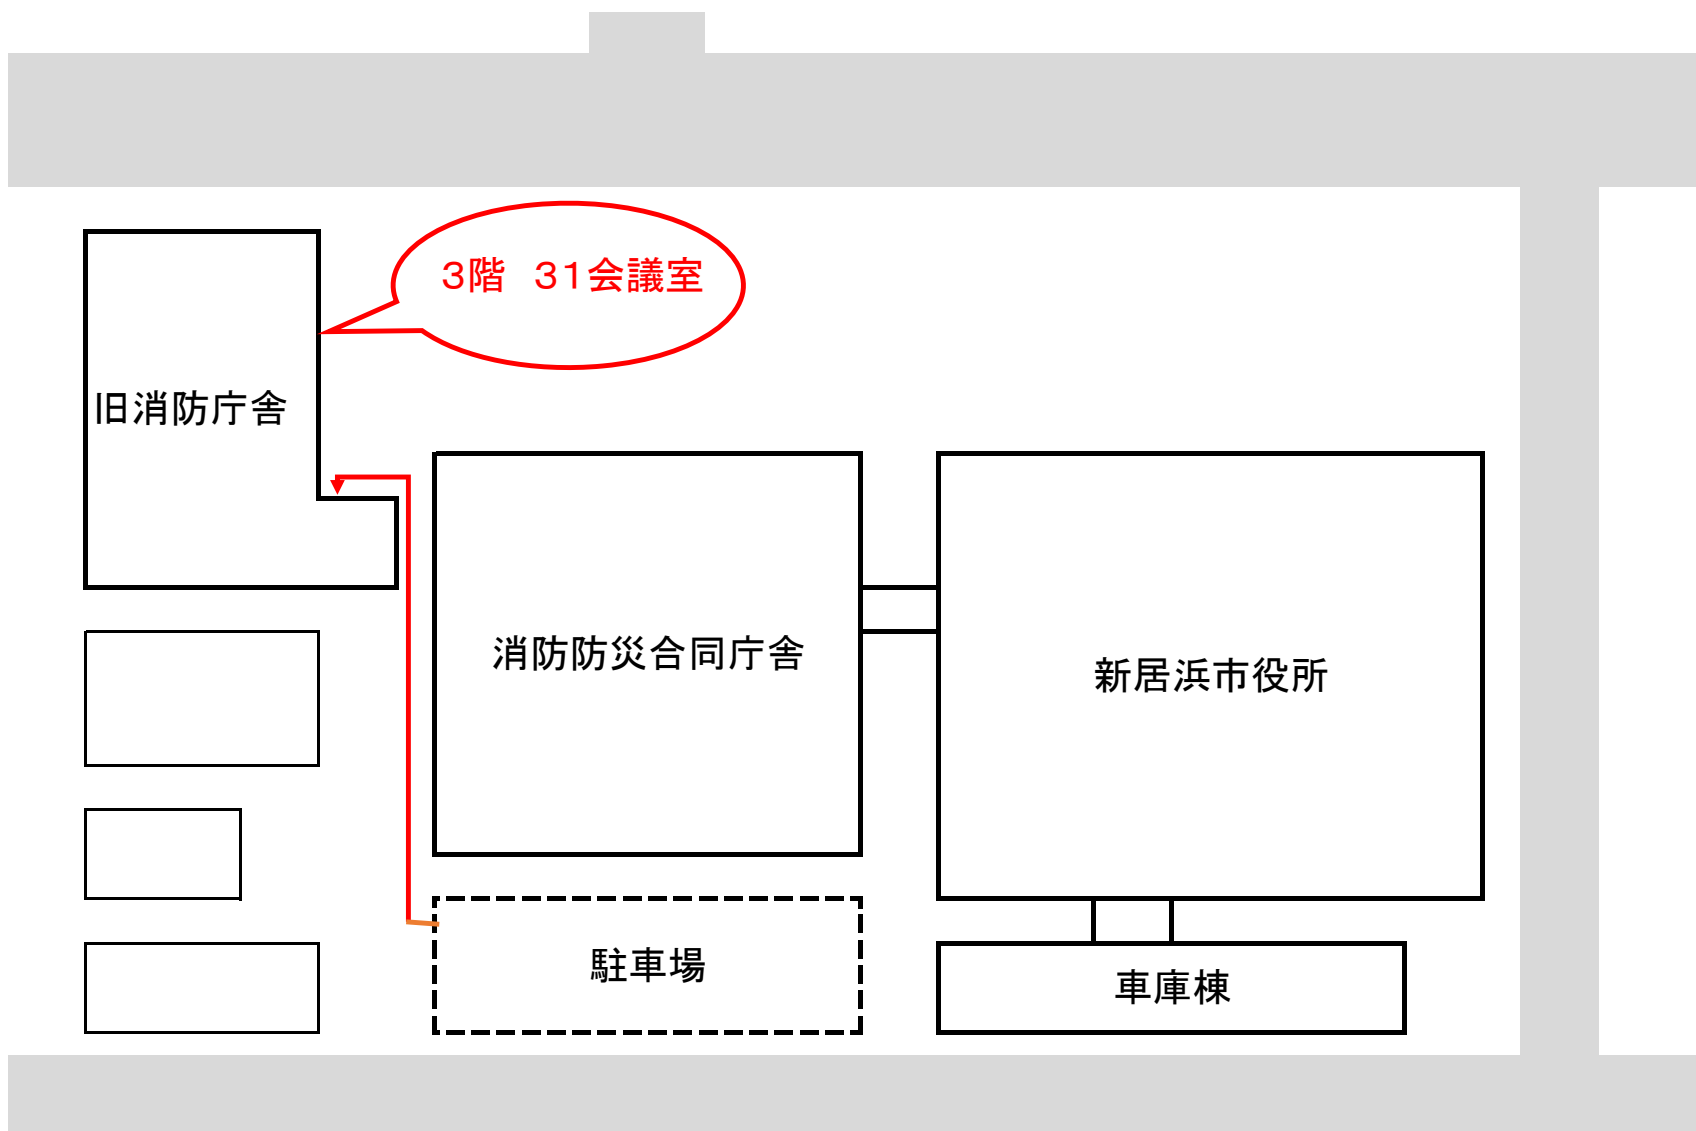 ３階　３１会議室
旧消防庁舎
消防防災合同庁舎
新居浜市役所
駐車場
車庫棟